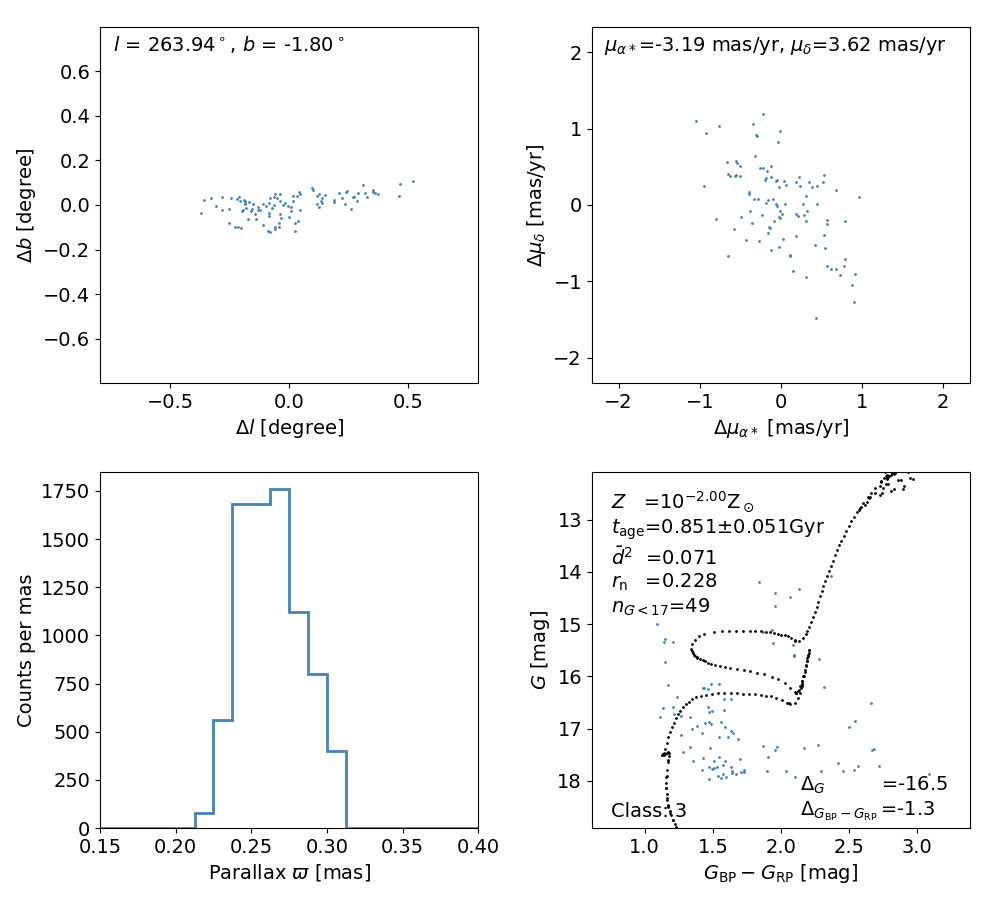 l = 263.94°, b = -1.80°
0.6
0.4
0.2
0.0
−0.2
−0.4
−0.6
−0.5 0.0 0.5
Δl [degree]
Δb [degree]
μα*=-3.19 mas/yr, μδ=3.62 mas/yr
2
1
0
−1
−2
−2 −1 0 1 2
Δμα* [mas/yr]
Δμδ [mas/yr]
1750
1500
1250
1000
750
500
250
0
0.15 0.20 0.25 0.30 0.35 0.40
Parallax ϖ [mas]
Counts per mas
Z =10^−2.00 Z⊙
tage=0.851±0.051Gyr
d̄² =0.071
rn =0.228
nG<17=49
13
14
15
16
17
18
ΔG =-16.5
ΔGBP−GRP =-1.3
Class: 3
1.0 1.5 2.0 2.5 3.0
GBP − GRP [mag]
G [mag]